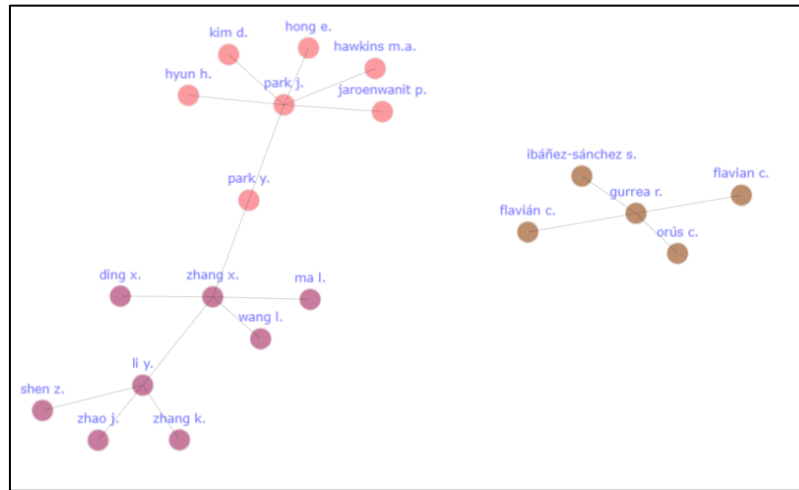 kim d.
hong e.
hawkins m.a.
hyun h.
park j.
jaroenwanit p.
park y.
ibáñez-sánchez s.
flavian c.
gurrea r.
flavián c.
orús c.
ding x.
zhang x.
ma l.
wang l.
li y.
shen z.
zhao j.
zhang k.